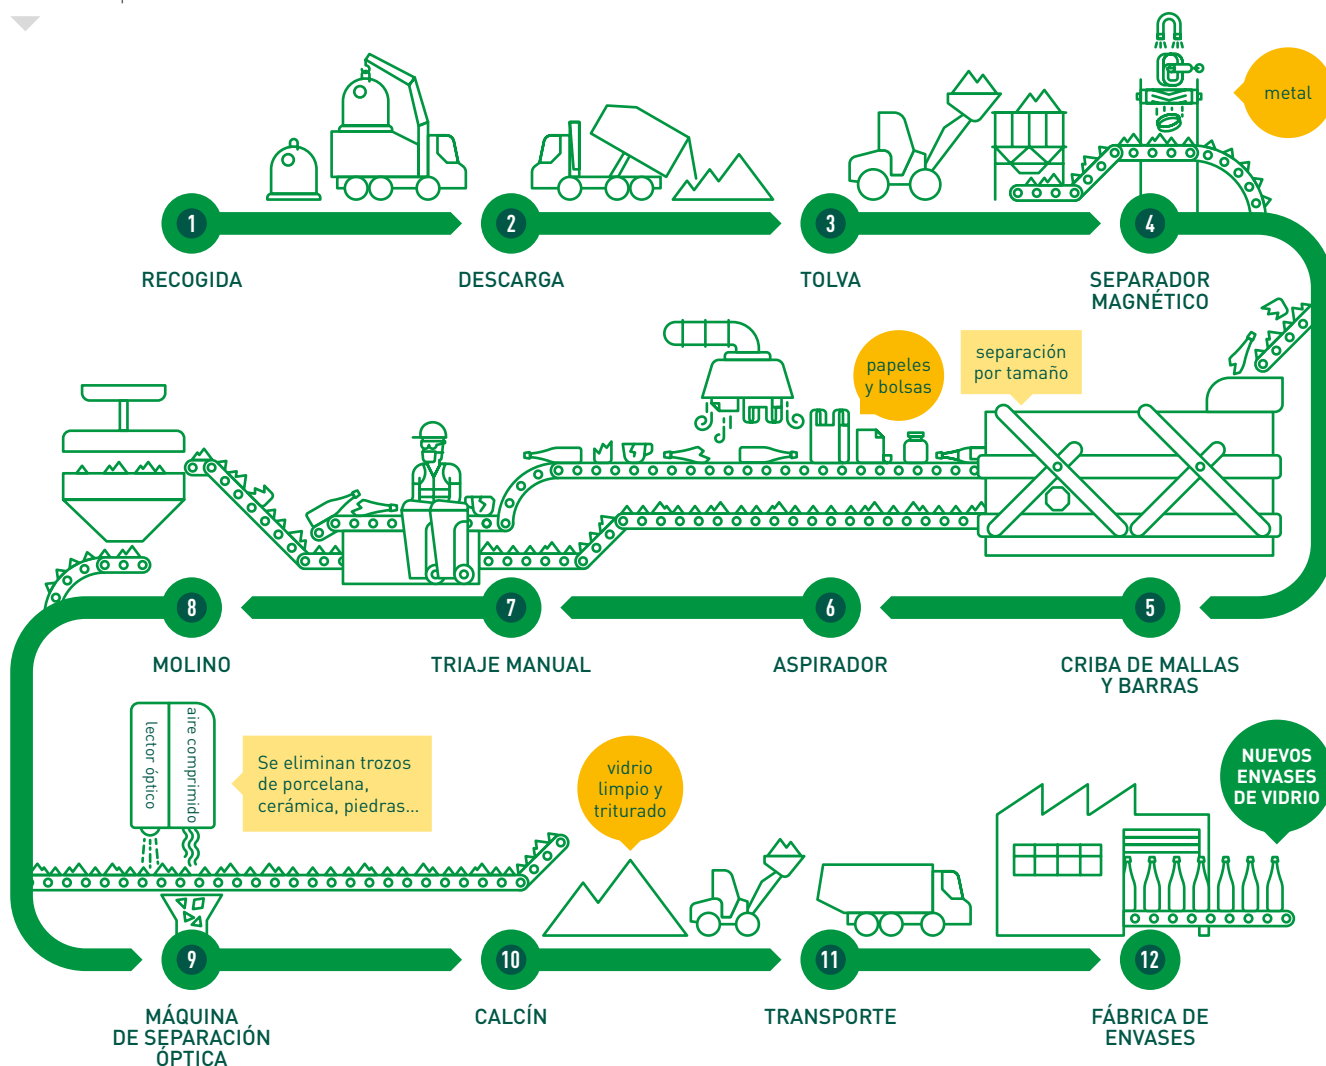 metal
1
2
3
4
RECOGIDA
DESCARGA
TOLVA
SEPARADOR
MAGNÉTICO
papeles
y bolsas
separación
por tamaño
8
7
6
5
MOLINO
TRIAJE MANUAL
ASPIRADOR
CRIBA DE MALLAS
Y BARRAS
lector óptico
aire comprimido
Se eliminan trozos
de porcelana,
cerámica, piedras...
vidrio
limpio y
triturado
NUEVOS
ENVASES
DE VIDRIO
9
10
11
12
MÁQUINA
DE SEPARACIÓN
ÓPTICA
CALCÍN
TRANSPORTE
FÁBRICA DE
ENVASES